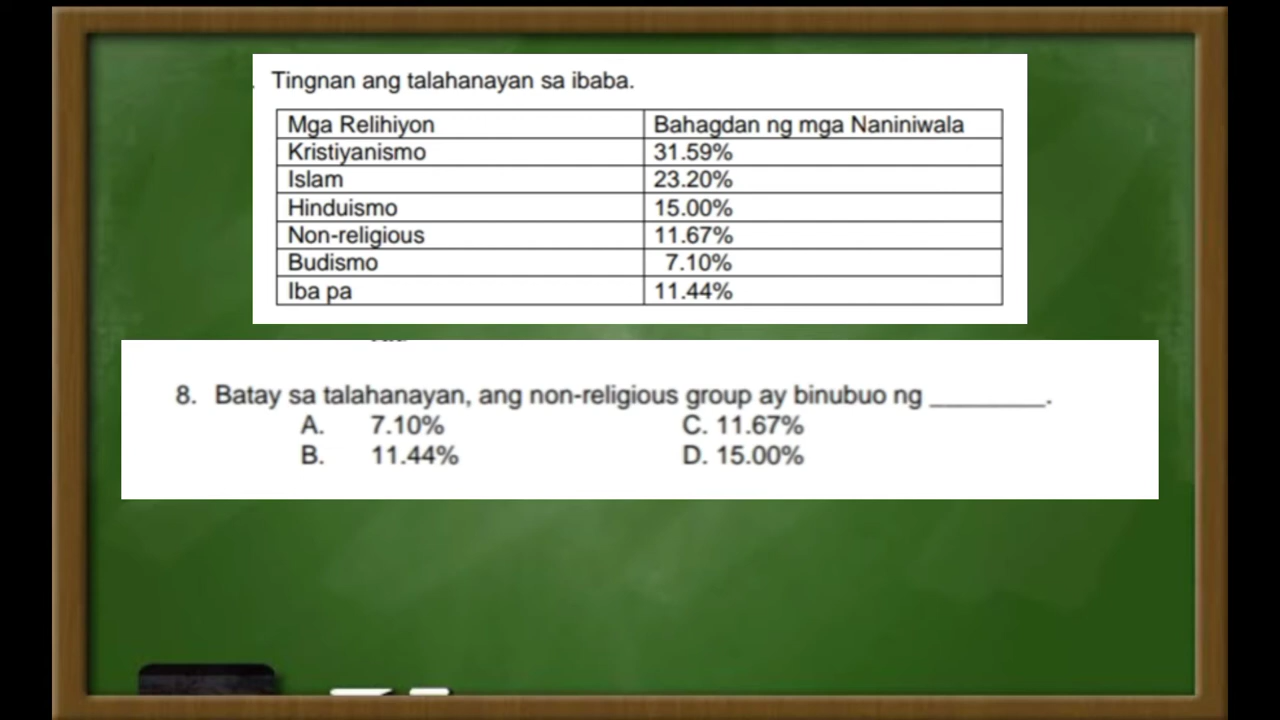 Tingnan ang talahanayan sa ibaba.
Mga Relihiyon Bahagdan ng mga Naniniwala
Kristiyanismo 31.59%
Islam 23.20%
Hinduismo 15.00%
Non-religious 11.67%
Budismo 7.10%
Iba pa 11.44%
8. Batay sa talahanayan, ang non-religious group ay binubuo ng ________.
A. 7.10% C. 11.67%
B. 11.44% D. 15.00%